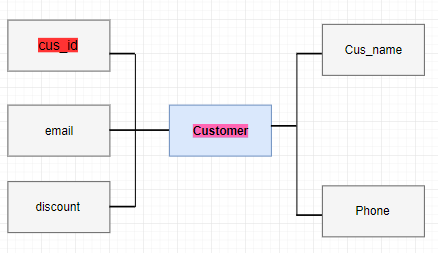 cus_id
Cus_name
email
Customer
discount
Phone